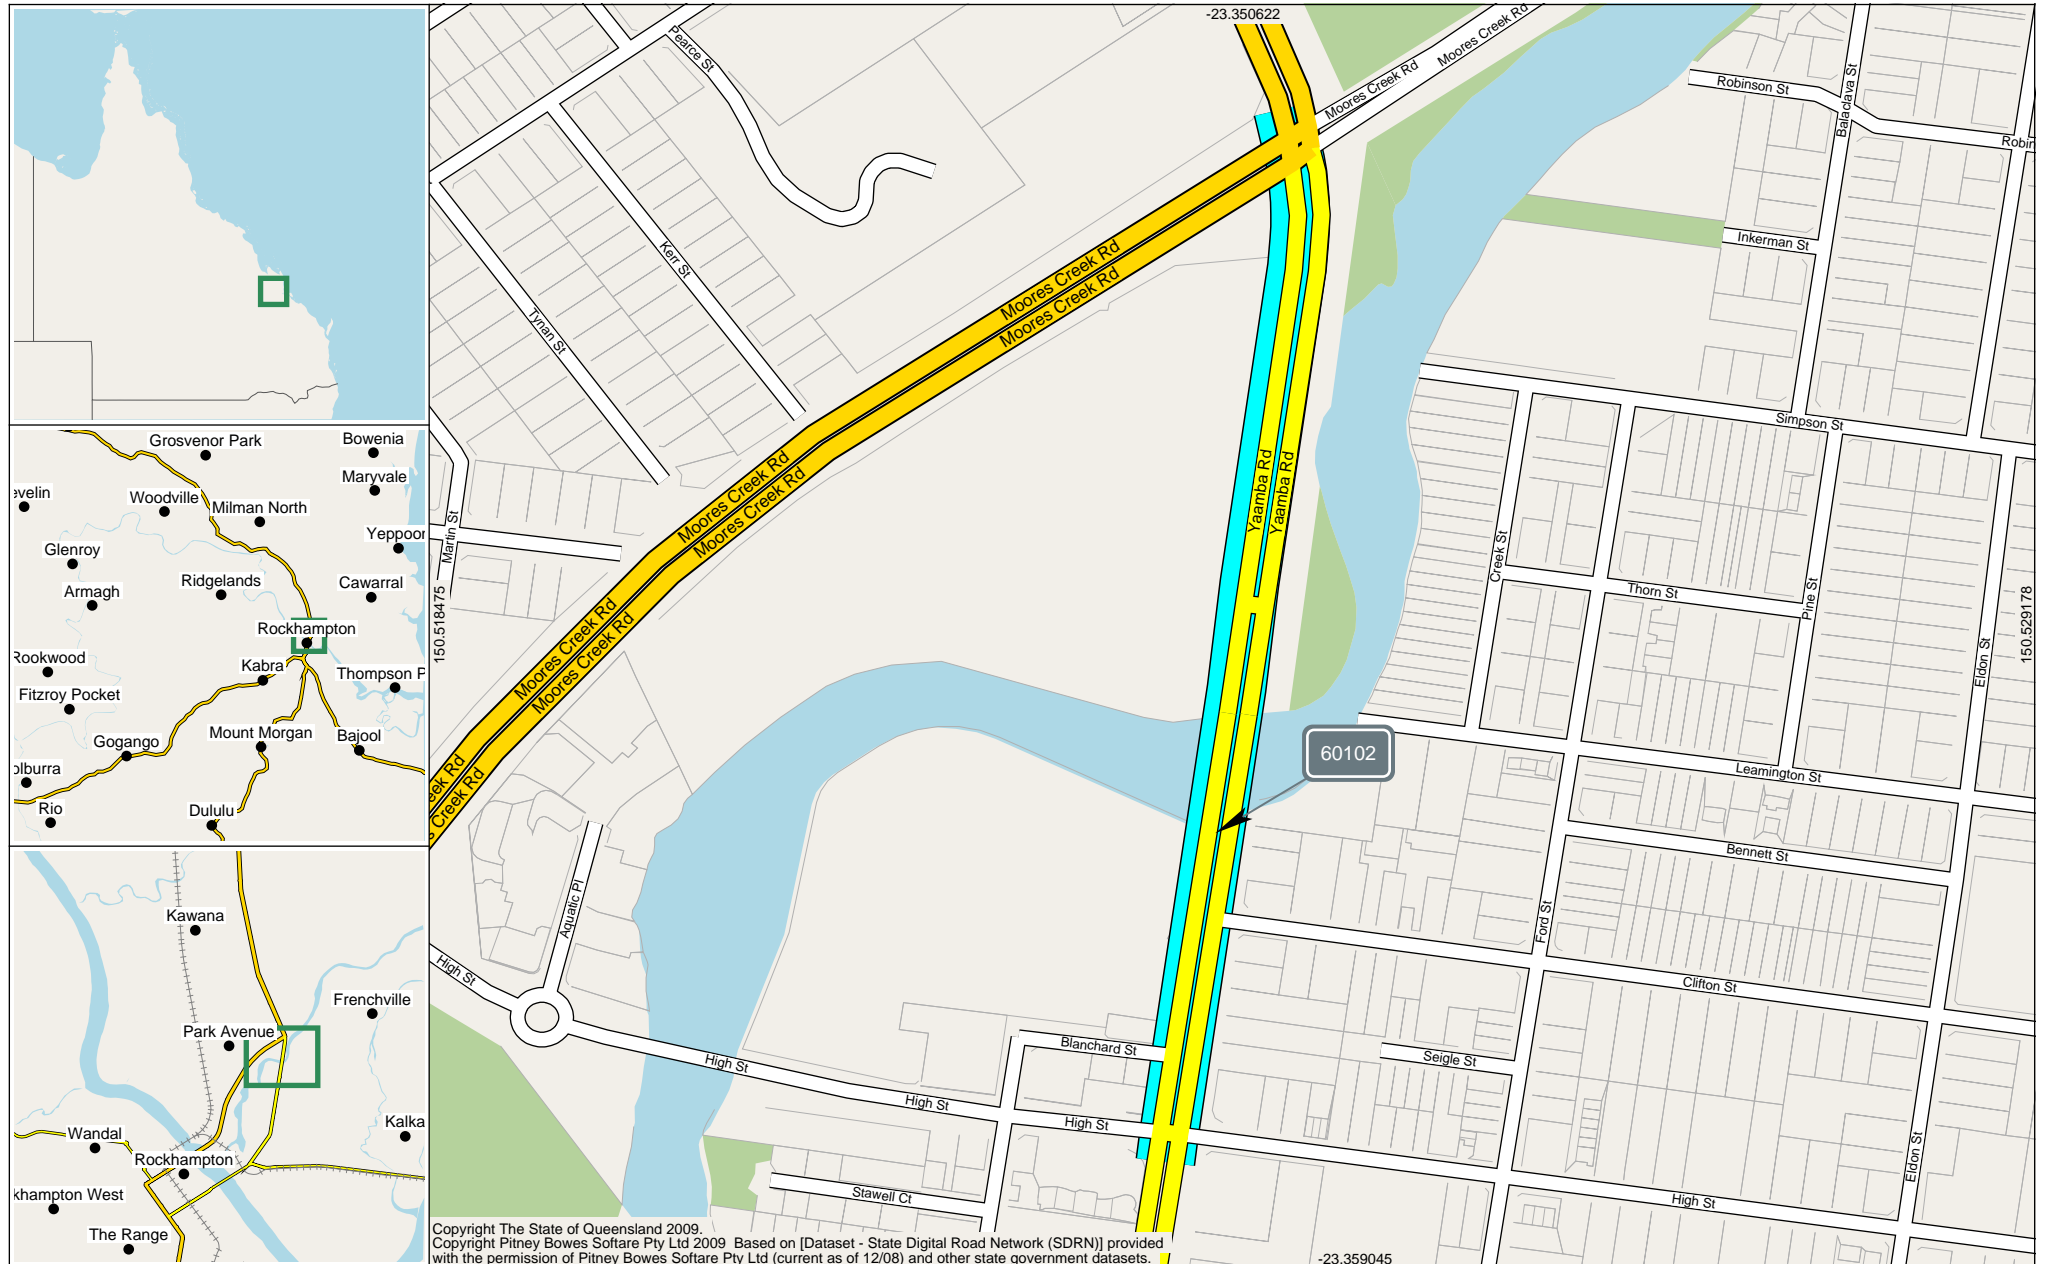 Grosvenor Park
Bowenia
Maryvale
evelin
Woodville
Milman North
Yeppoor
Glenroy
Ridgelands
Cawarral
Armagh
Rockhampton
Rookwood
Kabra
Thompson P
Fitzroy Pocket
Gogango
Mount Morgan
Bajool
olburra
Rio
Dululu
Kawana
Frenchville
Park Avenue
Kalka
Wandal
Rockhampton
khampton West
The Range
-23.350622
Pearce St
Moores Creek Rd
Moores Creek Rd
Robinson St
Balaclava St
Robin
Kerr St
Inkerman St
Moores Creek Rd
Moores Creek Rd
Tynan St
Simpson St
Moores Creek Rd
Moores Creek Rd
Yaamba Rd
Yaamba Rd
Martin St
Creek St
Thorn St
Pine St
150.518475
150.529178
Moores Creek Rd
Moores Creek Rd
Eldon St
60102
Leamington St
eek Rd
s Creek Rd
Bennett St
Aquatic Pl
Ford St
High St
Clifton St
Blanchard St
Seigle St
High St
High St
High St
Eldon St
Stawell Ct
High St
Copyright The State of Queensland 2009.
Copyright Pitney Bowes Softare Pty Ltd 2009 Based on [Dataset - State Digital Road Network (SDRN)] provided
with the permission of Pitney Bowes Softare Pty Ltd (current as of 12/08) and other state government datasets.
-23.359045